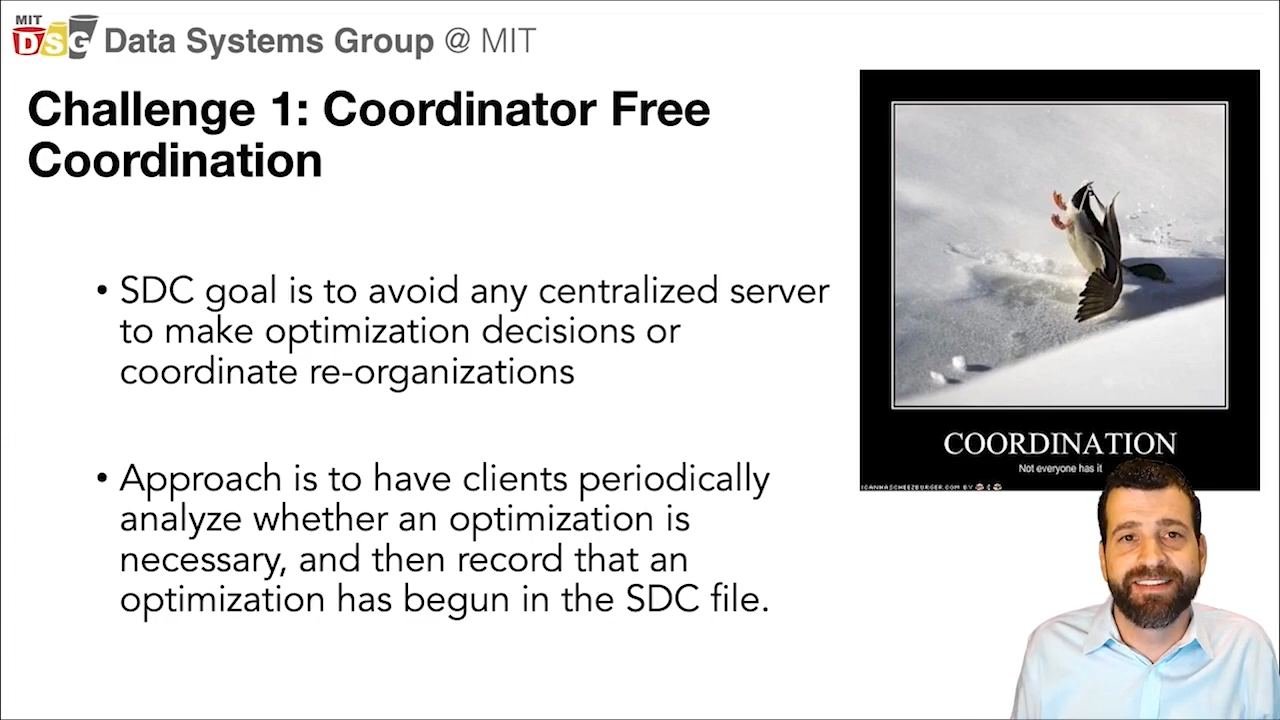 MIT
DSG Data Systems Group @ MIT
Challenge 1: Coordinator Free
Coordination
• SDC goal is to avoid any centralized server
to make optimization decisions or
coordinate re-organizations
• Approach is to have clients periodically
analyze whether an optimization is
necessary, and then record that an
optimization has begun in the SDC file.
COORDINATION
Not everyone has it
ICANHASCHEEZBURGER.COM